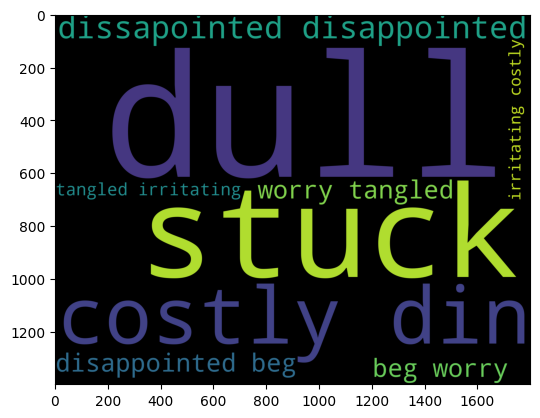 dissapointed disappointed
dull
irritating costly
tangled irritating
worry tangled
stuck
costly din
disappointed beg
beg worry
0
200
400
600
800
1000
1200
0 200 400 600 800 1000 1200 1400 1600